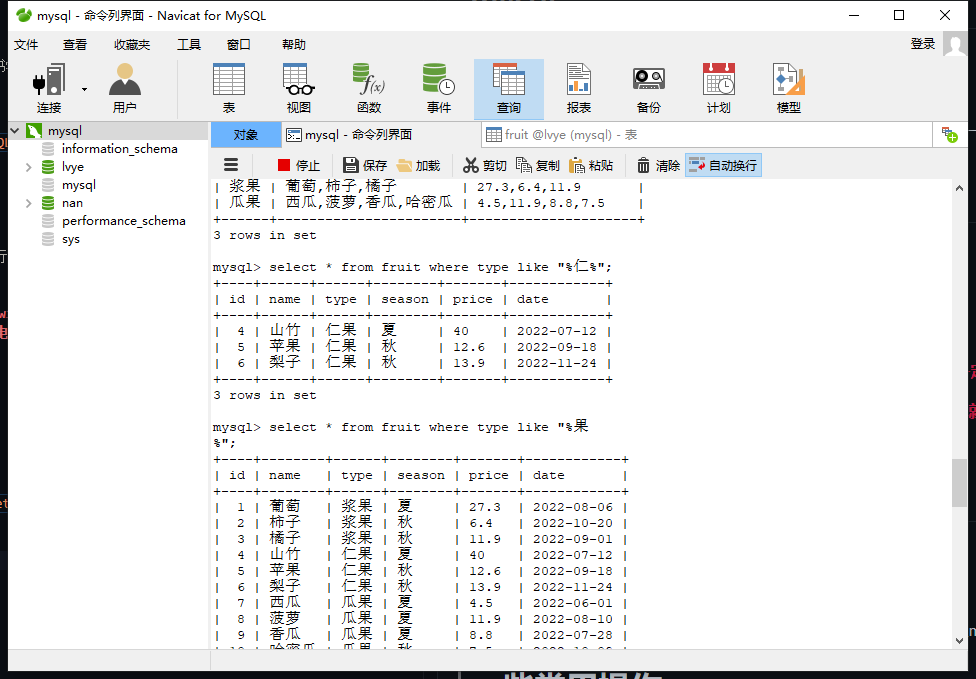 mysql - 命令列界面 - Navicat for MySQL
文件 查看 收藏夹 工具 窗口 帮助 登录
连接 用户 表 视图 函数 事件 查询 报表 备份 计划 模型
mysql
information_schema
lvye
mysql
nan
performance_schema
sys
对象 mysql - 命令列界面 fruit @lvye (mysql) - 表
停止 保存 加载 剪切 复制 粘贴 清除 自动换行
| 浆果 | 葡萄,柿子,橘子 | 27.3,6.4,11.9 |
| 瓜果 | 西瓜,菠萝,香瓜,哈密瓜 | 4.5,11.9,8.8,7.5 |
+------+-----------------------+--------------------+
3 rows in set
mysql> select * from fruit where type like "%仁%";
+----+------+------+--------+-------+------------+
| id | name | type | season | price | date |
+----+------+------+--------+-------+------------+
| 4 | 山竹 | 仁果 | 夏 | 40 | 2022-07-12 |
| 5 | 苹果 | 仁果 | 秋 | 12.6 | 2022-09-18 |
| 6 | 梨子 | 仁果 | 秋 | 13.9 | 2022-11-24 |
+----+------+------+--------+-------+------------+
3 rows in set
mysql> select * from fruit where type like "%果
%";
+----+--------+------+--------+-------+------------+
| id | name | type | season | price | date |
+----+--------+------+--------+-------+------------+
| 1 | 葡萄 | 浆果 | 夏 | 27.3 | 2022-08-06 |
| 2 | 柿子 | 浆果 | 秋 | 6.4 | 2022-10-20 |
| 3 | 橘子 | 浆果 | 秋 | 11.9 | 2022-09-01 |
| 4 | 山竹 | 仁果 | 夏 | 40 | 2022-07-12 |
| 5 | 苹果 | 仁果 | 秋 | 12.6 | 2022-09-18 |
| 6 | 梨子 | 仁果 | 秋 | 13.9 | 2022-11-24 |
| 7 | 西瓜 | 瓜果 | 夏 | 4.5 | 2022-06-01 |
| 8 | 菠萝 | 瓜果 | 夏 | 11.9 | 2022-08-10 |
| 9 | 香瓜 | 瓜果 | 夏 | 8.8 | 2022-07-28 |